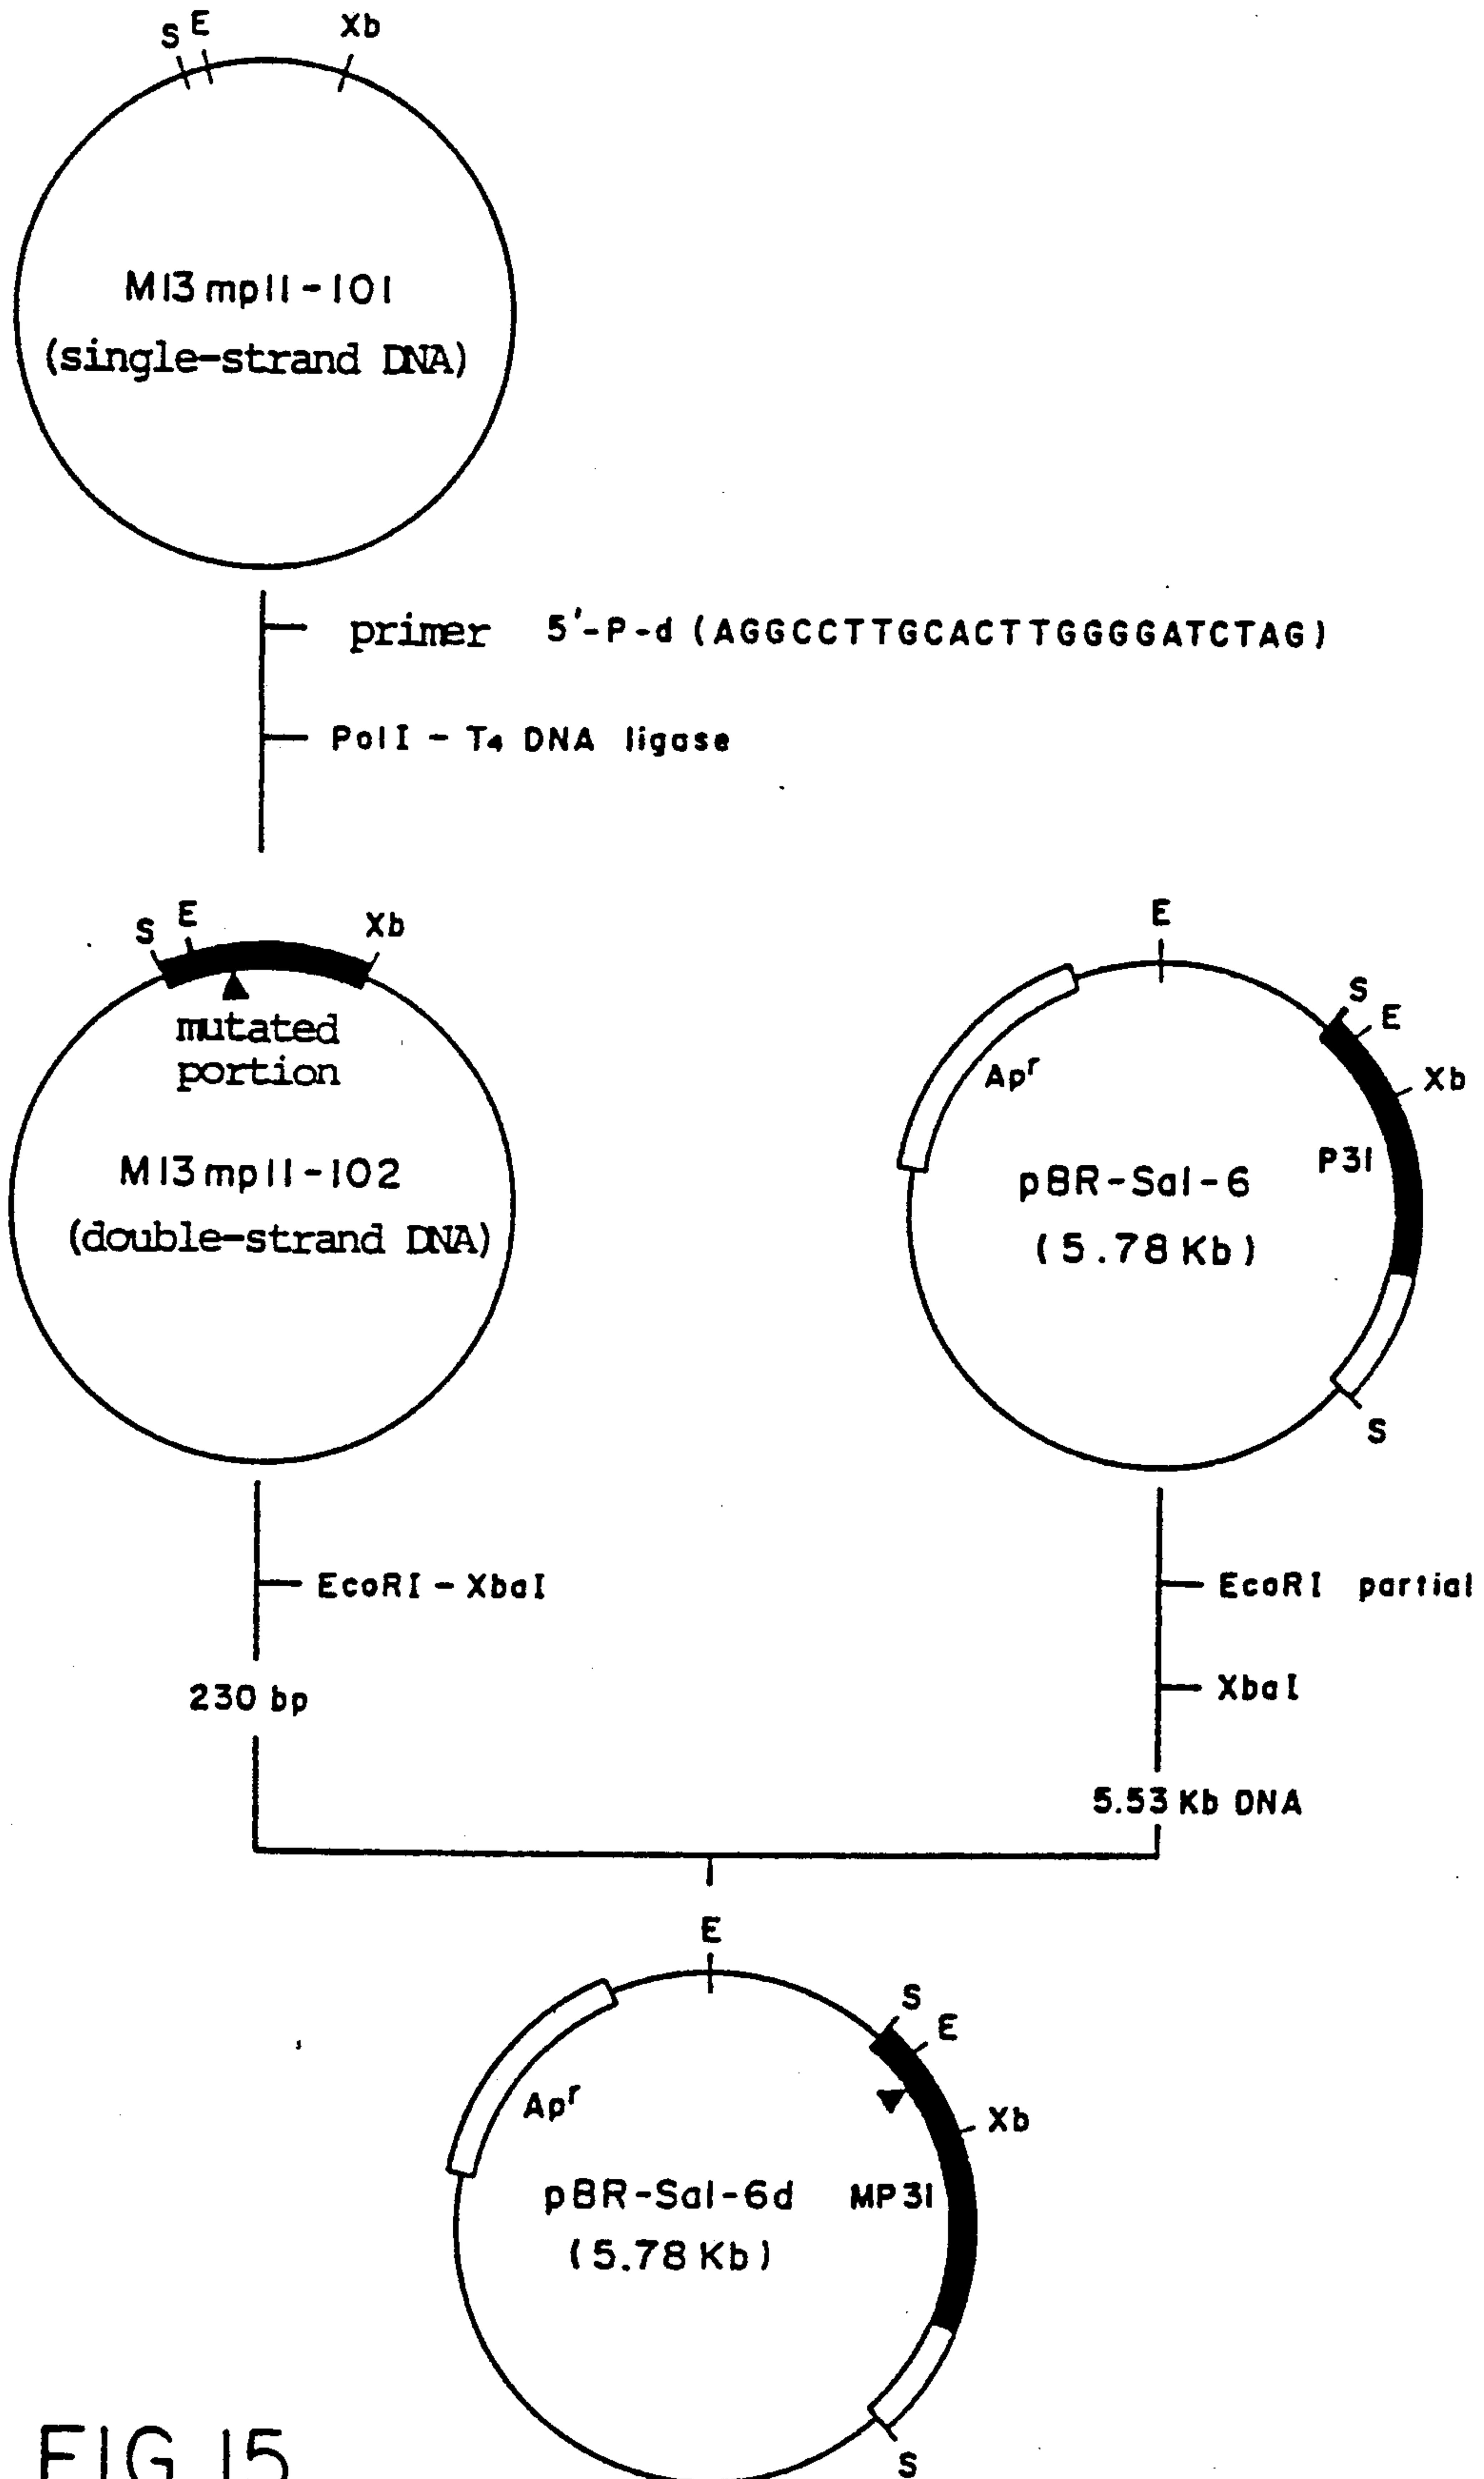 S E Xb
M13mp11-101
(single-strand DNA)
primer 5'-P-d (AGGCCTTGCACTTGGGGATCTAG)
PolI - T4 DNA ligase
S E Xb
mutated
portion
M13mp11-102
(double-strand DNA)
E
S
E
Xb
Apr
P31
pBR-Sal-6
(5.78 Kb)
S
EcoRI - XbaI
230 bp
EcoRI partial
XbaI
5.53 Kb DNA
E
S
E
Xb
Apr
pBR-Sal-6d MP31
(5.78 Kb)
S
FIG. 15